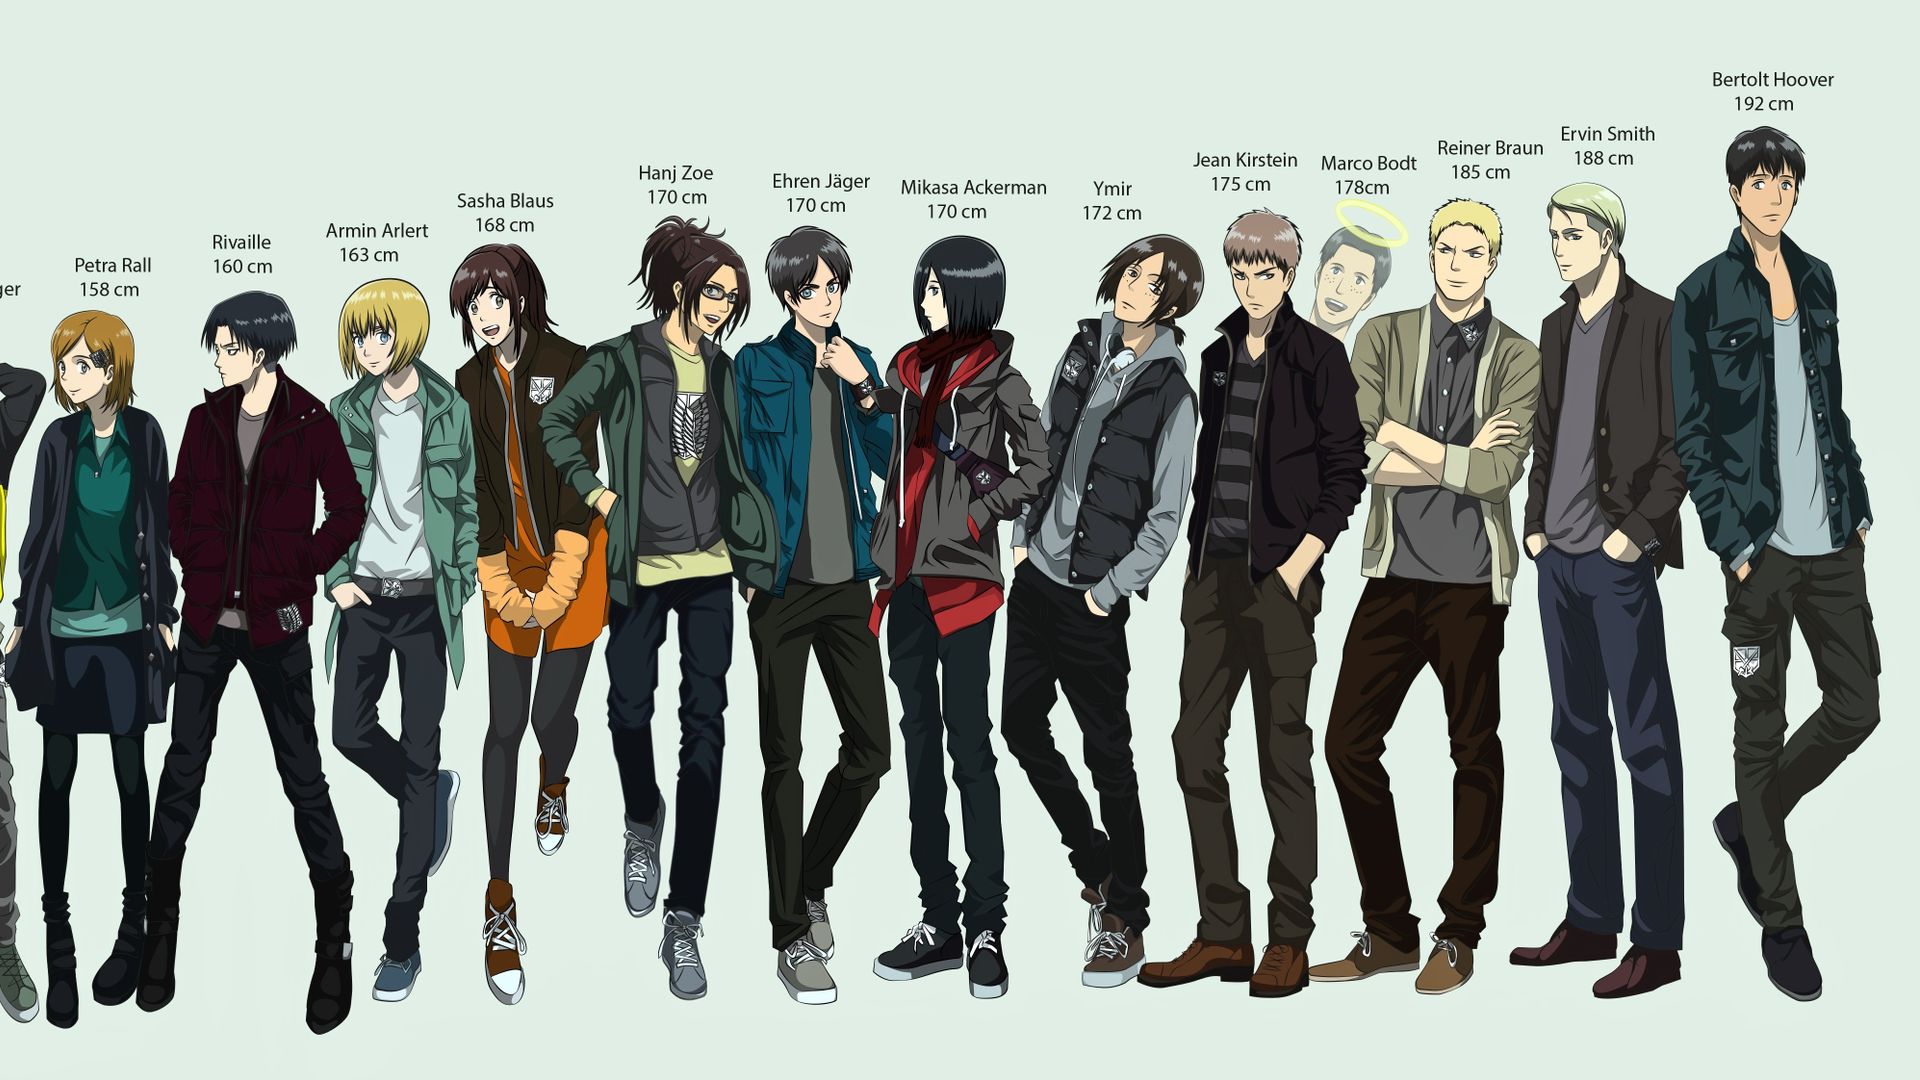 ger
Petra Rall
158 cm
Rivaille
160 cm
Armin Arlert
163 cm
Sasha Blaus
168 cm
Hanj Zoe
170 cm
Ehren Jäger
170 cm
Mikasa Ackerman
170 cm
Ymir
172 cm
Jean Kirstein
175 cm
Marco Bodt
178cm
Reiner Braun
185 cm
Ervin Smith
188 cm
Bertolt Hoover
192 cm